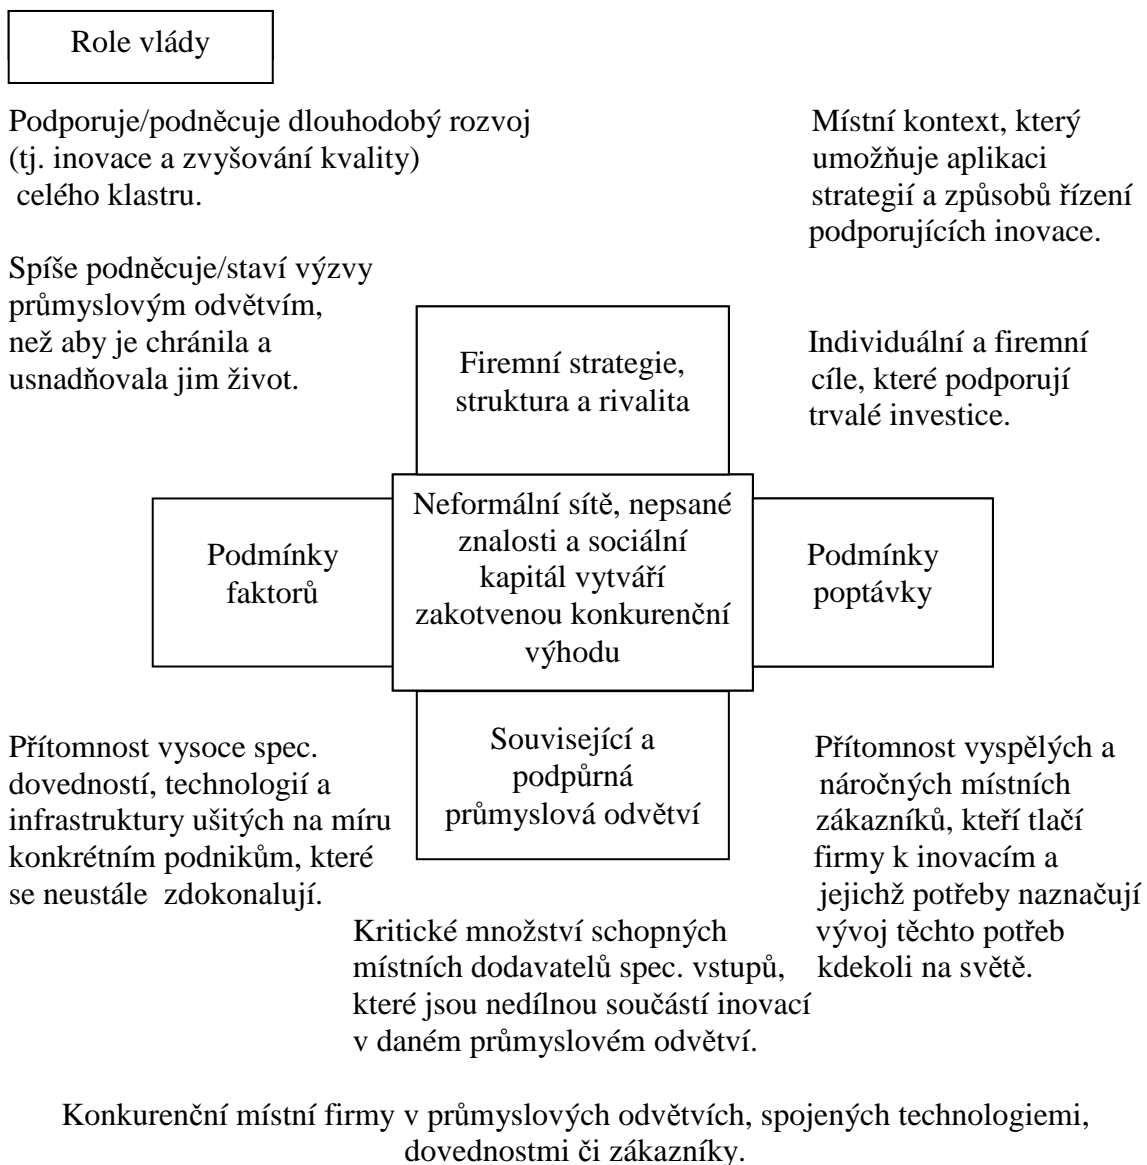 Role vlády
Podporuje/podněcuje dlouhodobý rozvoj
(tj. inovace a zvyšování kvality)
celého klastru.
Spíše podněcuje/staví výzvy
průmyslovým odvětvím,
než aby je chránila a
usnadňovala jim život.
Místní kontext, který
umožňuje aplikaci
strategií a způsobů řízení
podporujících inovace.
Individuální a firemní
cíle, které podporují
trvalé investice.
Firemní strategie,
struktura a rivalita
Podmínky
faktorů
Neformální sítě, nepsané
znalosti a sociální
kapitál vytváří
zakotvenou konkurenční
výhodu
Podmínky
poptávky
Související a
podpůrná
průmyslová odvětví
Přítomnost vysoce spec.
dovedností, technologií a
infrastruktury ušitých na míru
konkrétním podnikům, které
se neustále zdokonalují.
Přítomnost vyspělých a
náročných místních
zákazníků, kteří tlačí
firmy k inovacím a
jejichž potřeby naznačují
vývoj těchto potřeb
kdekoli na světě.
Kritické množství schopných
místních dodavatelů spec. vstupů,
které jsou nedílnou součástí inovací
v daném průmyslovém odvětví.
Konkurenční místní firmy v průmyslových odvětvích, spojených technologiemi,
dovednostmi či zákazníky.